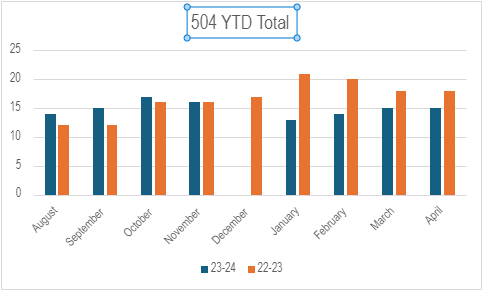 504 YTD Total
25
20
15
10
5
0
August
September
October
November
December
January
February
March
April
23-24
22-23